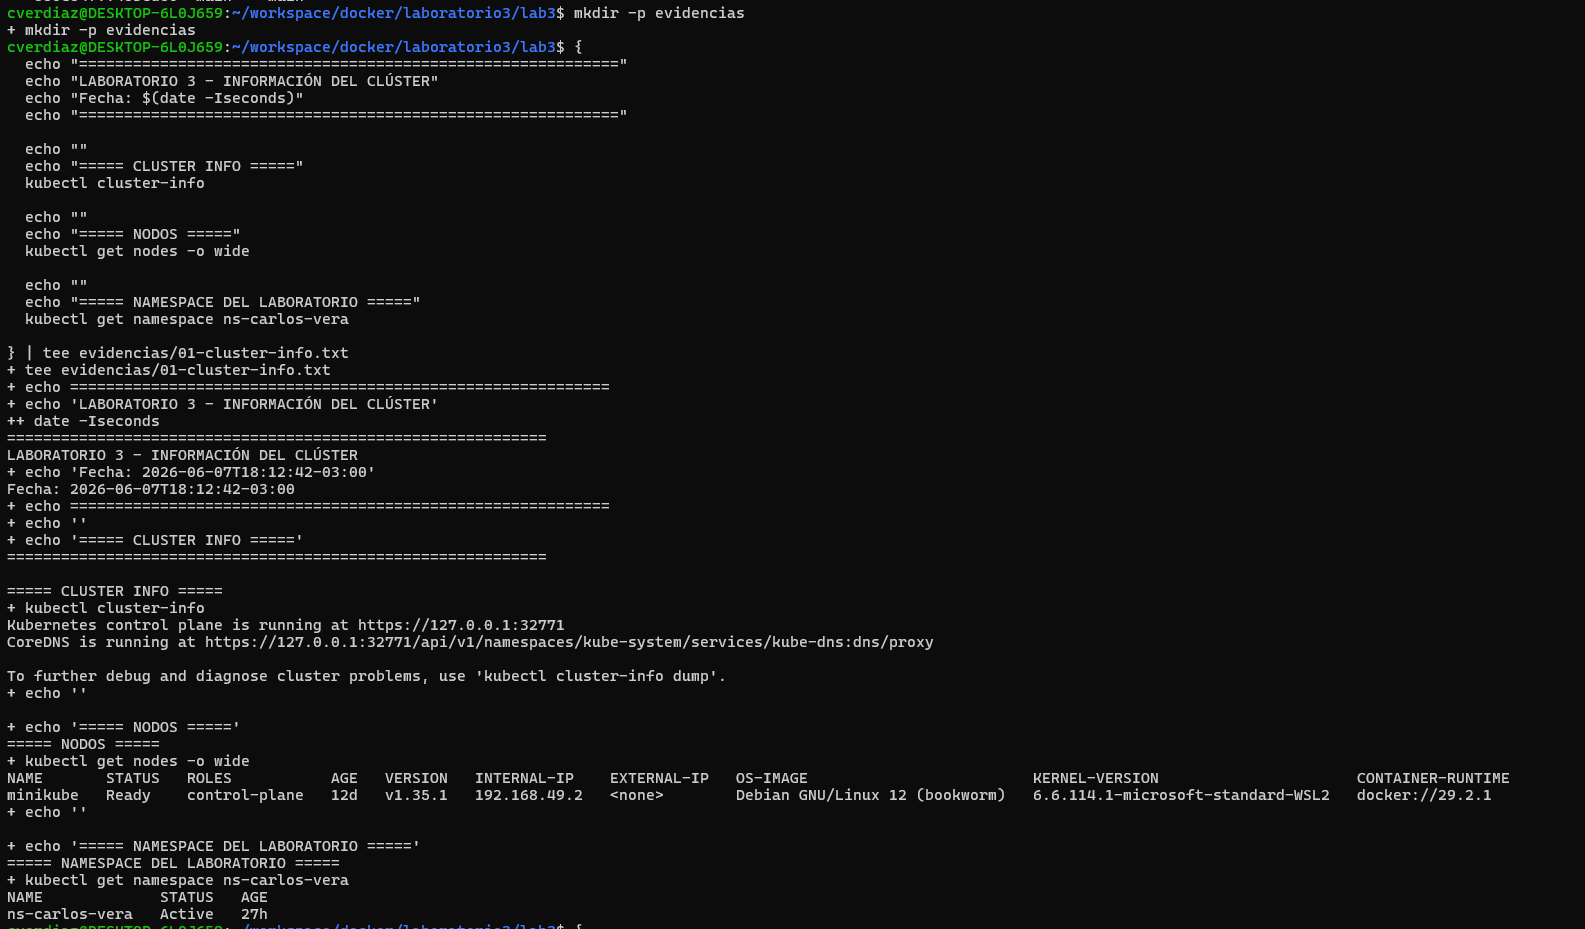 cverdiaz@DESKTOP-6L0J659:~/workspace/docker/laboratorio3/lab3$ mkdir -p evidencias
+ mkdir -p evidencias
cverdiaz@DESKTOP-6L0J659:~/workspace/docker/laboratorio3/lab3$ {
  echo "============================================================"
  echo "LABORATORIO 3 - INFORMACIÓN DEL CLÚSTER"
  echo "Fecha: $(date -Iseconds)"
  echo "============================================================"

  echo ""
  echo "===== CLUSTER INFO ====="
  kubectl cluster-info

  echo ""
  echo "===== NODOS ====="
  kubectl get nodes -o wide

  echo ""
  echo "===== NAMESPACE DEL LABORATORIO ====="
  kubectl get namespace ns-carlos-vera

} | tee evidencias/01-cluster-info.txt
+ tee evidencias/01-cluster-info.txt
+ echo ============================================================
+ echo 'LABORATORIO 3 - INFORMACIÓN DEL CLÚSTER'
++ date -Iseconds
============================================================
LABORATORIO 3 - INFORMACIÓN DEL CLÚSTER
+ echo 'Fecha: 2026-06-07T18:12:42-03:00'
Fecha: 2026-06-07T18:12:42-03:00
+ echo ============================================================
+ echo ''
+ echo '===== CLUSTER INFO ====='
============================================================

===== CLUSTER INFO =====
+ kubectl cluster-info
Kubernetes control plane is running at https://127.0.0.1:32771
CoreDNS is running at https://127.0.0.1:32771/api/v1/namespaces/kube-system/services/kube-dns:dns/proxy

To further debug and diagnose cluster problems, use 'kubectl cluster-info dump'.
+ echo ''

+ echo '===== NODOS ====='
===== NODOS =====
+ kubectl get nodes -o wide
NAME       STATUS   ROLES           AGE   VERSION   INTERNAL-IP    EXTERNAL-IP   OS-IMAGE                         KERNEL-VERSION                      CONTAINER-RUNTIME
minikube   Ready    control-plane   12d   v1.35.1   192.168.49.2   <none>        Debian GNU/Linux 12 (bookworm)   6.6.114.1-microsoft-standard-WSL2   docker://29.2.1
+ echo ''

+ echo '===== NAMESPACE DEL LABORATORIO ====='
===== NAMESPACE DEL LABORATORIO =====
+ kubectl get namespace ns-carlos-vera
NAME             STATUS   AGE
ns-carlos-vera   Active   27h
cverdiaz@DESKTOP-6L0J659:~/workspace/docker/laboratorio3/lab3$ {